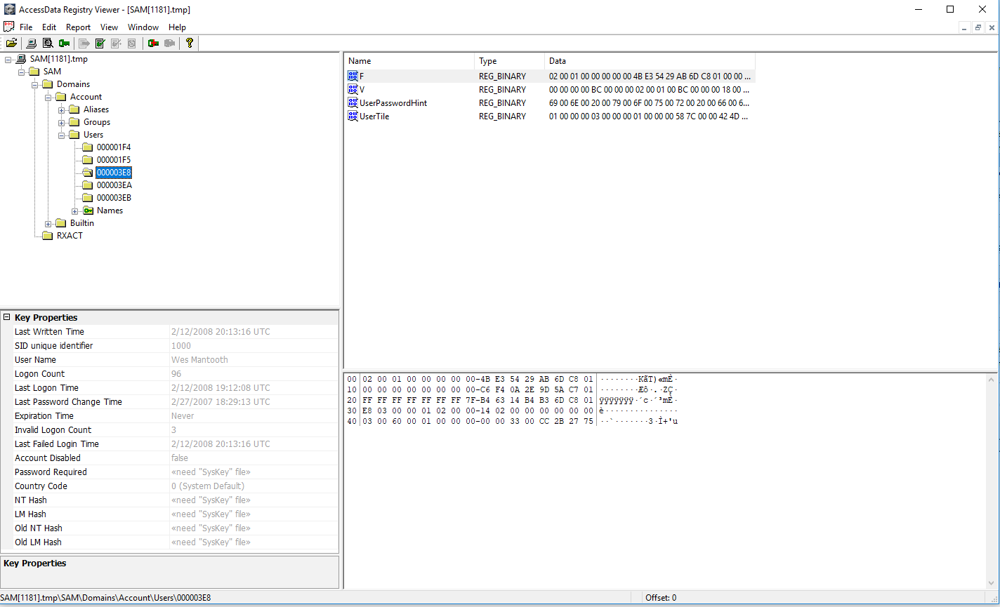 AccessData Registry Viewer - [SAM[1181].tmp]
File Edit Report View Window Help
SAM[1181].tmp
SAM
Domains
Account
Aliases
Groups
Users
000001F4
000001F5
000003E8
000003EA
000003EB
Names
Builtin
RXACT
Name Type Data
F REG_BINARY 02 00 01 00 00 00 00 00 4B E3 54 29 AB 6D C8 01 00 00 ...
V REG_BINARY 00 00 00 00 BC 00 00 00 02 00 01 00 BC 00 00 00 18 00 ...
UserPasswordHint REG_BINARY 69 00 6E 00 20 00 79 00 6F 00 75 00 72 00 20 00 66 00 6...
UserTile REG_BINARY 01 00 00 00 03 00 00 00 01 00 00 00 58 7C 00 00 42 4D ...
Key Properties
Last Written Time 2/12/2008 20:13:16 UTC
SID unique identifier 1000
User Name Wes Mantooth
Logon Count 96
Last Logon Time 2/12/2008 19:12:08 UTC
Last Password Change Time 2/27/2007 18:29:13 UTC
Expiration Time Never
Invalid Logon Count 3
Last Failed Login Time 2/12/2008 20:13:16 UTC
Account Disabled false
Password Required «need "SysKey" file»
Country Code 0 (System Default)
NT Hash «need "SysKey" file»
LM Hash «need "SysKey" file»
Old NT Hash «need "SysKey" file»
Old LM Hash «need "SysKey" file»
Key Properties
00 02 00 01 00 00 00 00 00-4B E3 54 29 AB 6D C8 01 ········KãT)«mÈ·
10 00 00 00 00 00 00 00 00-C6 F4 0A 2E 9D 5A C7 01 ········Æô·.·ZÇ·
20 FF FF FF FF FF FF FF 7F-B4 63 14 B4 B3 6D C8 01 ÿÿÿÿÿÿÿ·´c·´³mÈ·
30 E8 03 00 00 01 02 00 00-14 02 00 00 00 00 00 00 è···············
40 03 00 60 00 01 00 00 00-00 00 33 00 CC 2B 27 75 ··`·······3·Ì+'u
SAM[1181].tmp\SAM\Domains\Account\Users\000003E8
Offset: 0